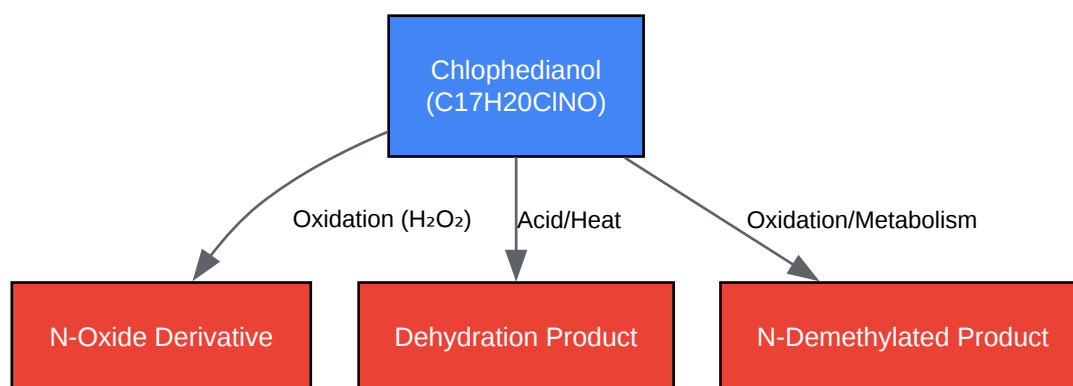 Chlophedianol
(C17H20ClNO)
Oxidation (H₂O₂)
Acid/Heat
Oxidation/Metabolism
N-Oxide Derivative
Dehydration Product
N-Demethylated Product